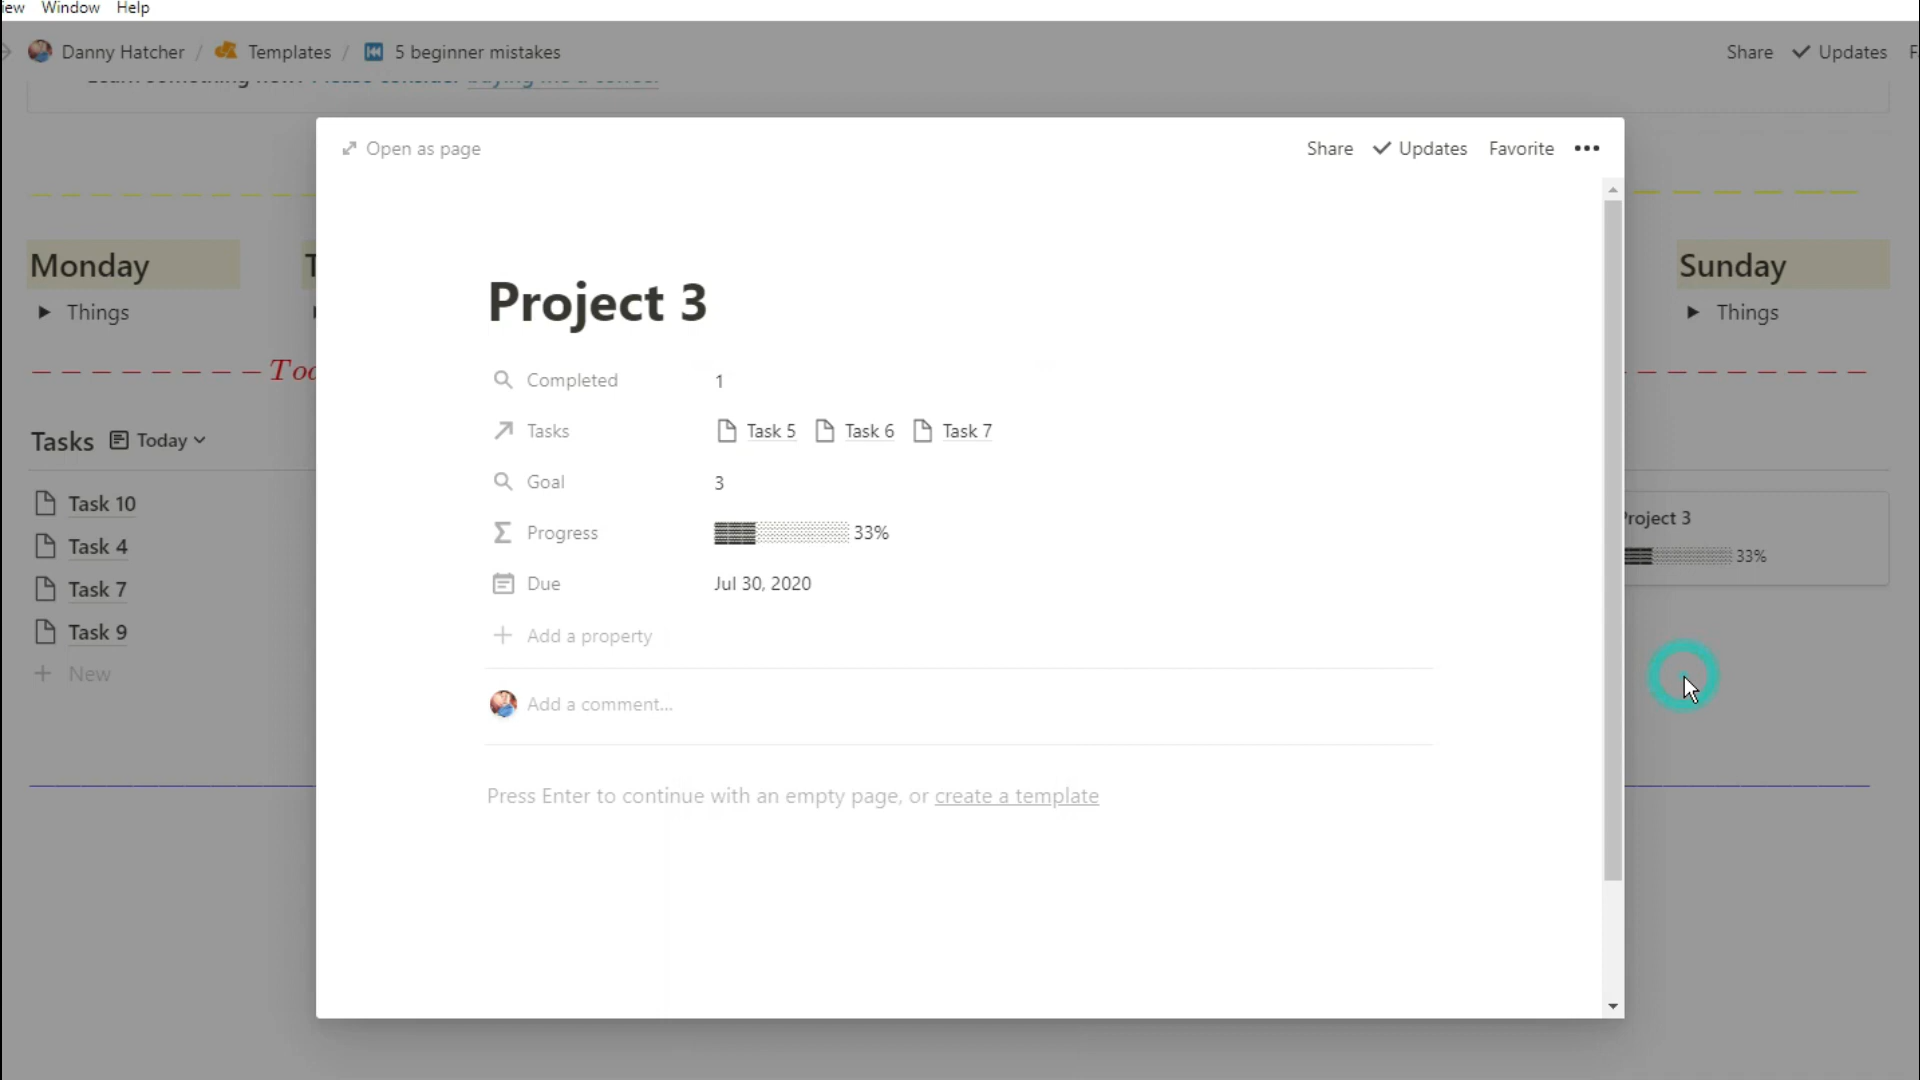 Window Help
Danny Hatcher / Templates / 5 beginner mistakes
Share Updates
Open as page
Share Updates Favorite •••
Monday
Things
Sunday
Things
Project 3
Completed 1
Tasks Task 5 Task 6 Task 7
Goal 3
Progress 33%
Due Jul 30, 2020
Add a property
Add a comment...
Press Enter to continue with an empty page, or create a template
Tasks Today
Task 10
Task 4
Task 7
Task 9
New
Project 3
33%